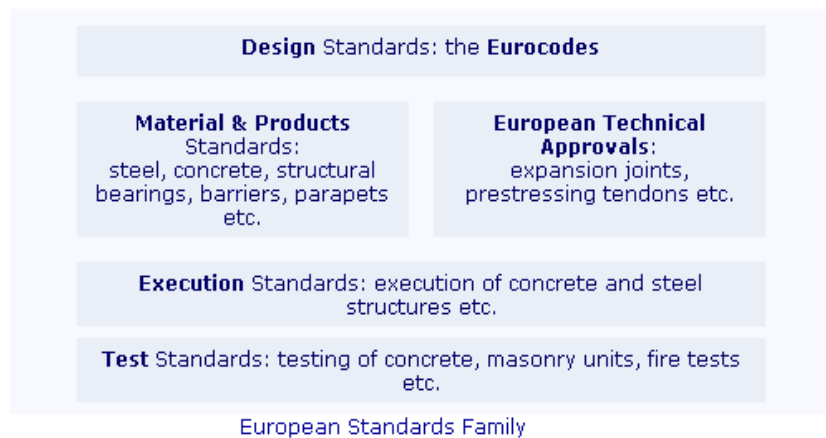 Design Standards: the Eurocodes
Material & Products
Standards:
steel, concrete, structural
bearings, barriers, parapets
etc.
European Technical
Approvals:
expansion joints,
prestressing tendons etc.
Execution Standards: execution of concrete and steel
structures etc.
Test Standards: testing of concrete, masonry units, fire tests
etc.
European Standards Family